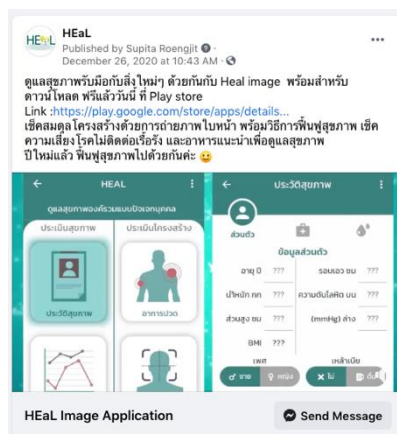 HEaL
HEaL
Published by Supita Roengjit
December 26, 2020 at 10:43 AM
ดูแลสุขภาพรับมือกับสิ่งใหม่ๆ ด้วยกันกับ Heal image พร้อมสำหรับ
ดาวน์โหลด ฟรีแล้ววันนี้ ที่ Play store
Link :https://play.google.com/store/apps/details...
เช็คสมดุลโครงสร้างด้วยการถ่ายภาพใบหน้า พร้อมวิธีการฟื้นฟูสุขภาพ เช็ค
ความเสี่ยงโรคไม่ติดต่อเรื้อรัง และอาหารแนะนำเพื่อดูแลสุขภาพ
ปีใหม่แล้ว ฟื้นฟูสุขภาพไปด้วยกันค่ะ
HEAL
ดูแลสุขภาพองค์รวมแบบปัจเจกบุคคล
ประเมินสุขภาพ
ประเมินโครงสร้าง
ประวัติสุขภาพ
อาการปวด
ประวัติสุขภาพ
ส่วนตัว
ข้อมูลส่วนตัว
อายุ ปี ??? รอบเอว ซม ???
น้ำหนัก กก ??? ความดันโลหิต บน ???
ส่วนสูง ซม ??? (mmHg) ล่าง ???
BMI ???
เพศ เหล้า/เบีย
ชาย หญิง ไม่ ดื่ม
HEaL Image Application
Send Message